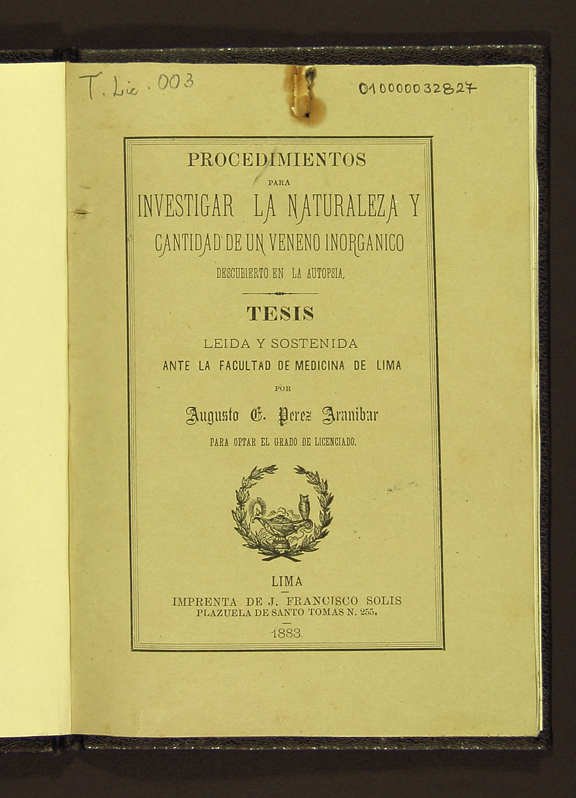 T. Lic. 003
01000032827
PROCEDIMIENTOS
PARA
INVESTIGAR LA NATURALEZA Y
CANTIDAD DE UN VENENO INORGANICO
DESCUBIERTO EN LA AUTOPSIA,
TESIS
LEIDA Y SOSTENIDA
ANTE LA FACULTAD DE MEDICINA DE LIMA
POR
Augusto E. Perez Aranibar
PARA OPTAR EL GRADO DE LICENCIADO.
LIMA
IMPRENTA DE J. FRANCISCO SOLIS
PLAZUELA DE SANTO TOMAS N. 255.
1883.